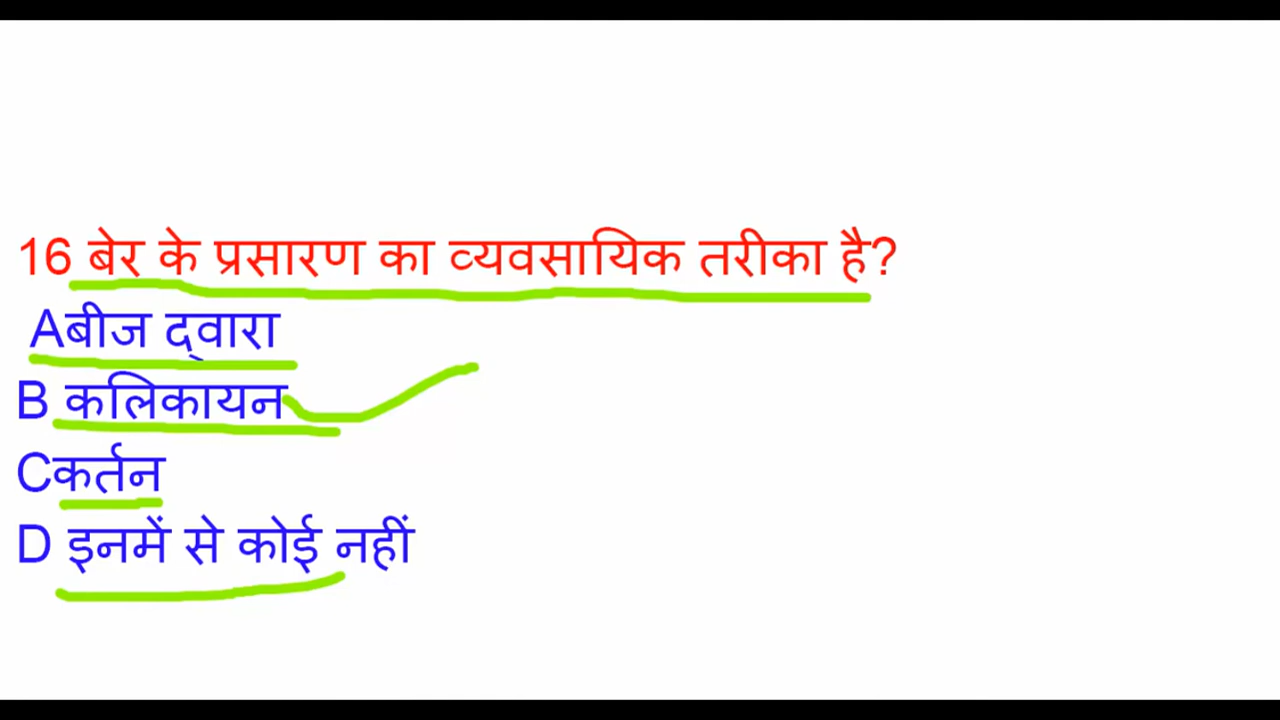 16 बेर के प्रसारण का व्यवसायिक तरीका है?
Aबीज द्वारा
B कलिकायन
Cकर्तन
D इनमें से कोई नहीं